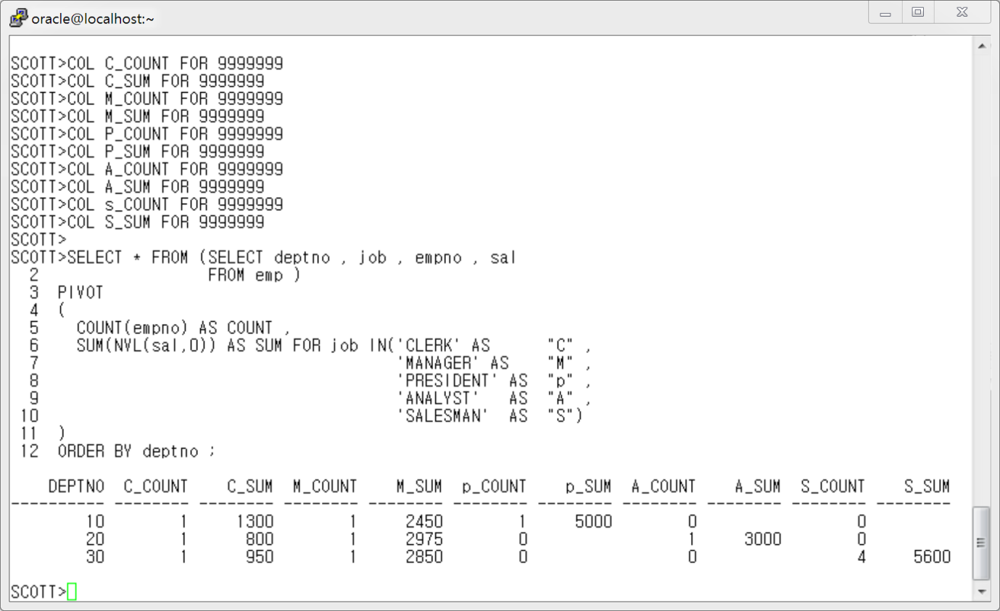 oracle@localhost:~
SCOTT>COL C_COUNT FOR 9999999
SCOTT>COL C_SUM FOR 9999999
SCOTT>COL M_COUNT FOR 9999999
SCOTT>COL M_SUM FOR 9999999
SCOTT>COL P_COUNT FOR 9999999
SCOTT>COL P_SUM FOR 9999999
SCOTT>COL A_COUNT FOR 9999999
SCOTT>COL A_SUM FOR 9999999
SCOTT>COL s_COUNT FOR 9999999
SCOTT>COL S_SUM FOR 9999999
SCOTT>
SCOTT>SELECT * FROM (SELECT deptno , job , empno , sal
  2                  FROM emp )
  3  PIVOT
  4  (
  5    COUNT(empno) AS COUNT ,
  6    SUM(NVL(sal,0)) AS SUM FOR job IN('CLERK' AS      "C" ,
  7                                      'MANAGER' AS    "M" ,
  8                                      'PRESIDENT' AS  "p" ,
  9                                      'ANALYST'   AS  "A" ,
 10                                      'SALESMAN'  AS  "S")
 11  )
 12  ORDER BY deptno ;
    DEPTNO  C_COUNT    C_SUM  M_COUNT    M_SUM  p_COUNT    p_SUM  A_COUNT    A_SUM  S_COUNT    S_SUM
---------- -------- -------- -------- -------- -------- -------- -------- -------- -------- --------
        10        1     1300        1     2450        1     5000        0                 0
        20        1      800        1     2975        0                 1     3000        0
        30        1      950        1     2850        0                 0                 4     5600
SCOTT>